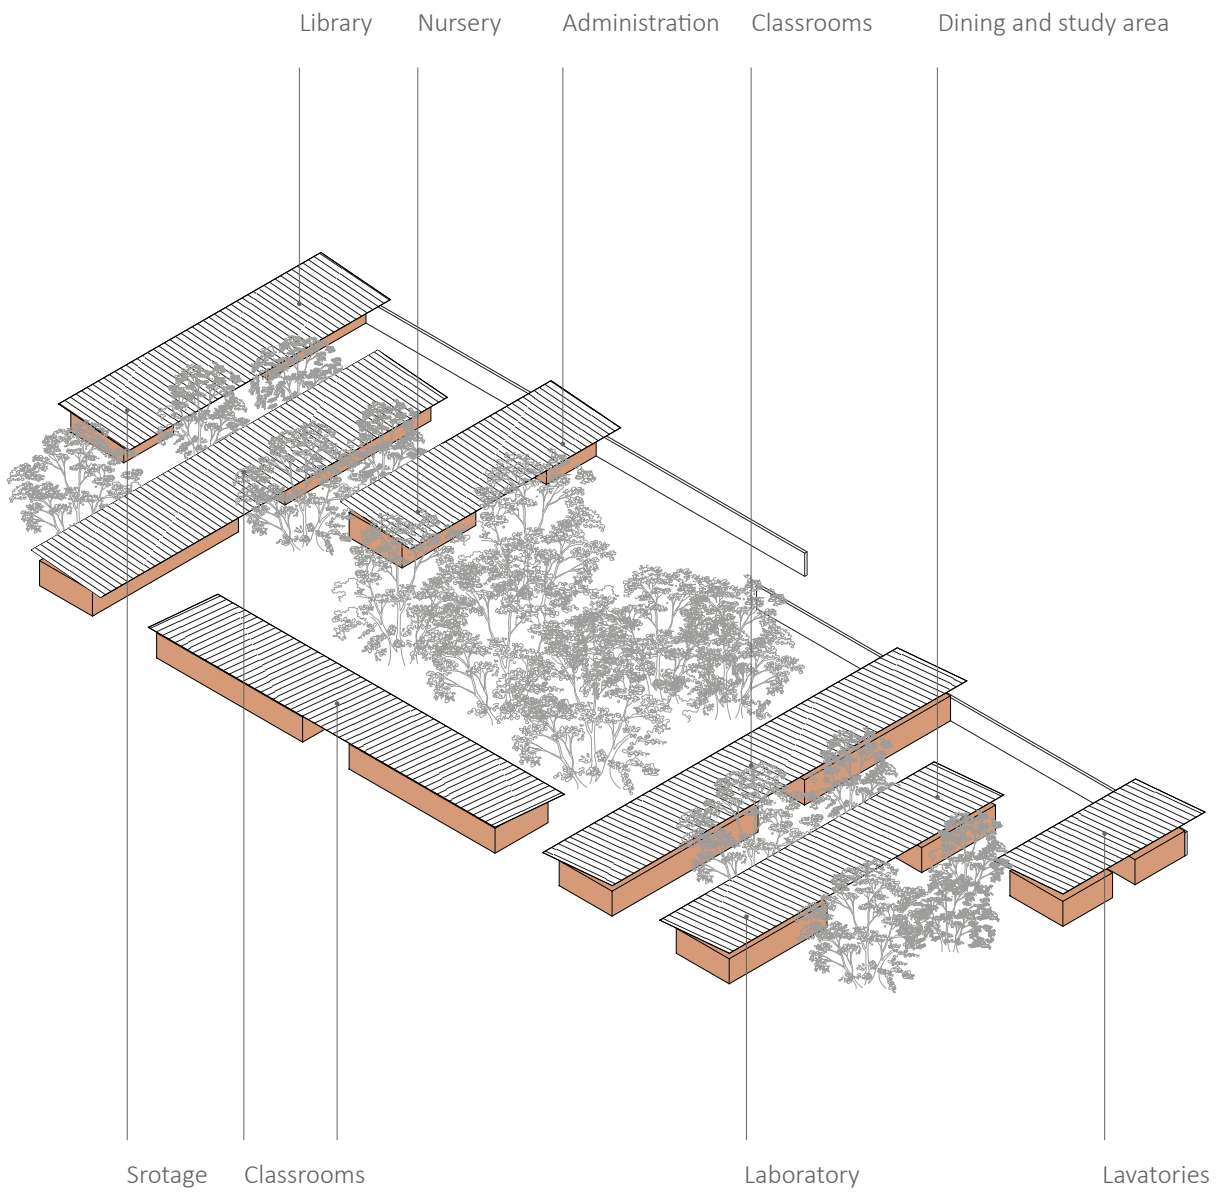 Library Nursery Administration Classrooms Dining and study area
Srotage Classrooms Laboratory Lavatories